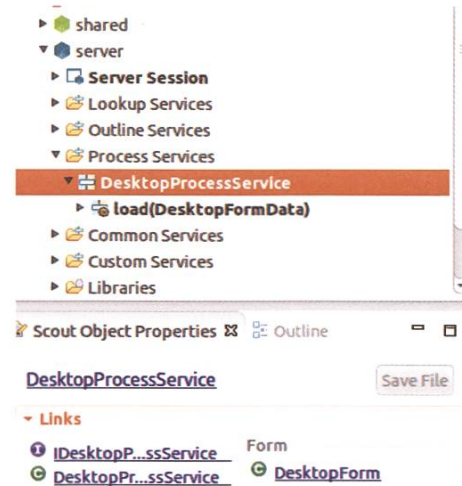 shared
server
Server Session
Lookup Services
Outline Services
Process Services
DesktopProcessService
load(DesktopFormData)
Common Services
Custom Services
Libraries
Scout Object Properties Outline
DesktopProcessService Save File
Links
IDesktopP...ssService Form
DesktopPr...ssService DesktopForm